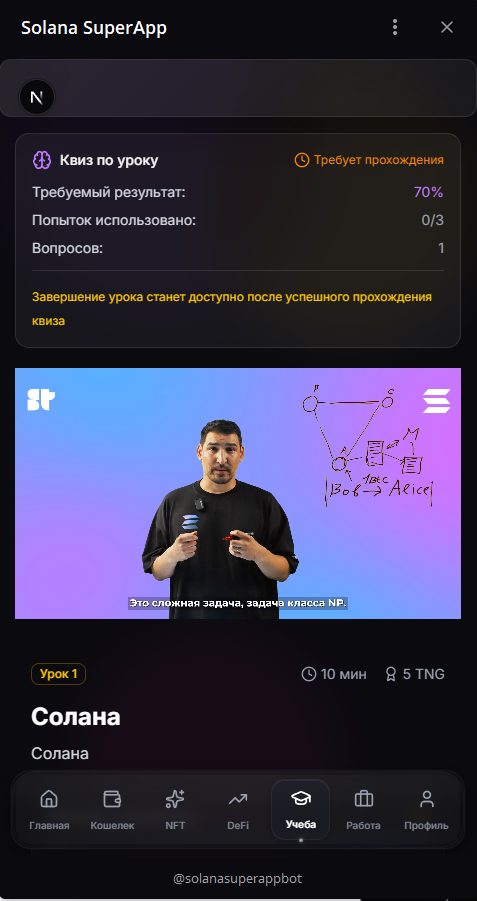 Solana SuperApp
N
Квиз по уроку
Требует прохождения
Требуемый результат:
70%
Попыток использовано:
0/3
Вопросов:
1
Завершение урока станет доступно после успешного прохождения
квиза
C
A
M
1Btc
Bob → Alice
Это сложная задача, задача класса NP.
Урок 1
10 мин
5 TNG
Солана
Солана
Главная
Кошелек
NFT
DeFi
Учеба
Работа
Профиль
@solanasuperappbot